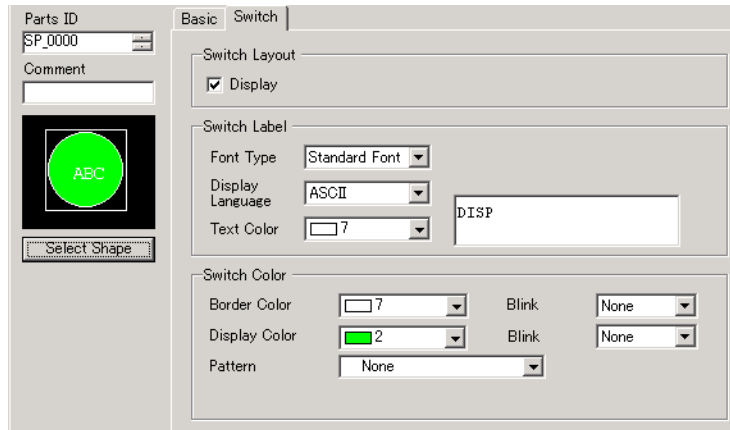 Parts ID
SP_0000
Comment
ABC
Select Shape
Basic Switch
Switch Layout
Display
Switch Label
Font Type Standard Font
Display
Language ASCII
Text Color 7
DISP
Switch Color
Border Color 7 Blink None
Display Color 2 Blink None
Pattern None